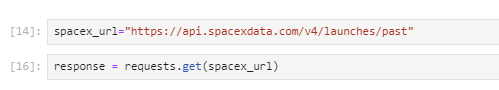 [14]: spacex_url="https://api.spacexdata.com/v4/launches/past"
[16]: response = requests.get(spacex_url)